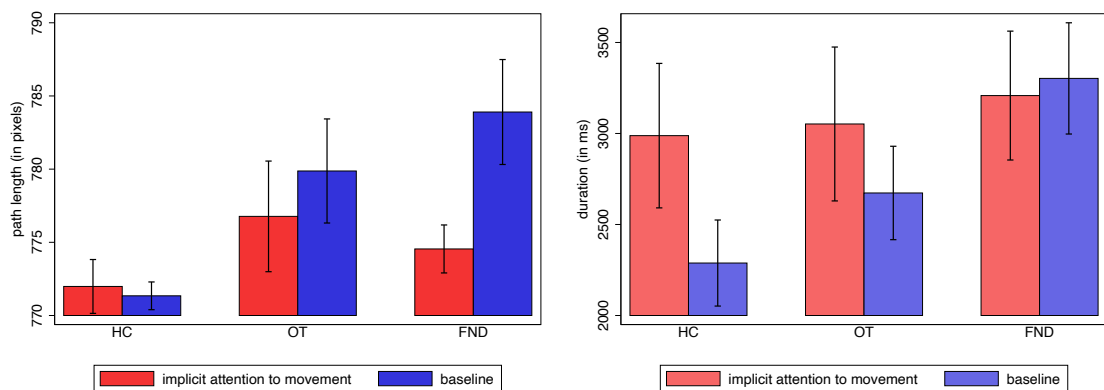 path length (in pixels)
790
785
780
775
770
HC
OT
FND
implicit attention to movement
baseline
duration (in ms)
3500
3000
2500
2000
HC
OT
FND
implicit attention to movement
baseline